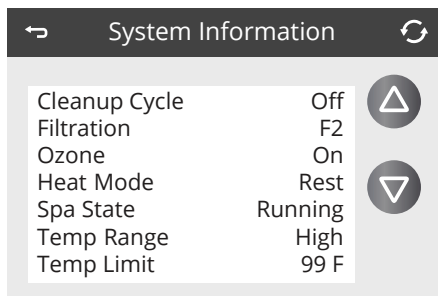 System Information
Cleanup Cycle Off
Filtration F2
Ozone On
Heat Mode Rest
Spa State Running
Temp Range High
Temp Limit 99 F